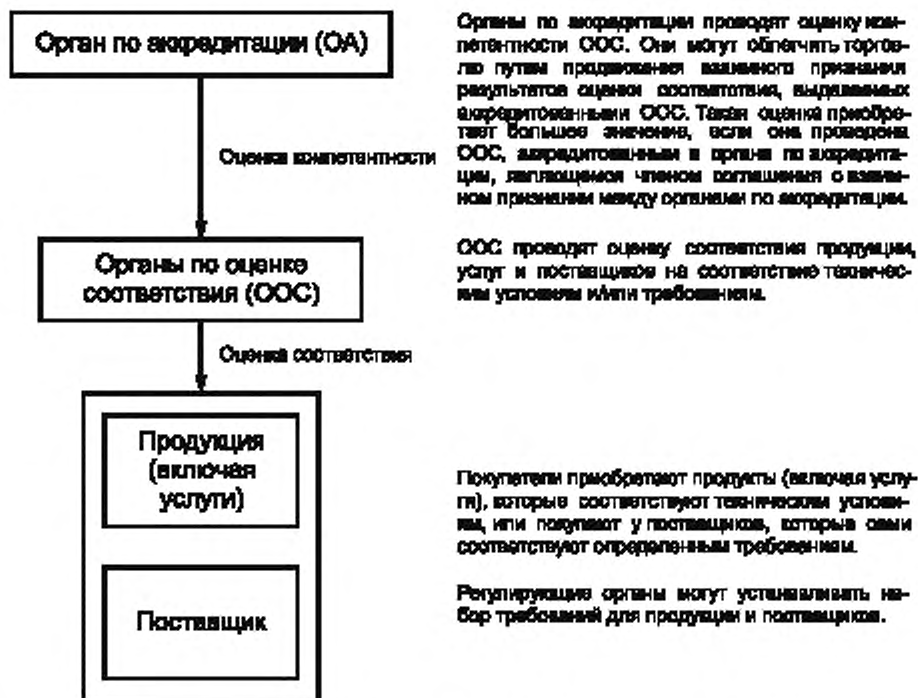 Орган по аккредитации (ОА)
Органы по аккредитации проводят оценку ком-
петентности ООС. Они могут облегчить торгов-
лю путем продвижения взаимного признания
результатов оценки соответствия, выдаваемых
аккредитованными ООС. Такая оценка приобре-
тает большее значение, если она проведена
ООС, аккредитованным в органе по аккредита-
ции, являющемся членом соглашения о взаим-
ном признании между органами по аккредитации.
Оценка компетентности
Органы по оценке
соответствия (ООС)
ООС проводят оценку соответствия продукции,
услуг и поставщиков на соответствие техничес-
ким условиям и/или требованиям.
Оценка соответствия
Продукция
(включая
услуги)
Покупатели приобретают продукты (включая услу-
ги), которые соответствуют техническим услови-
ям, или покупают у поставщиков, которые сами
соответствуют определенным требованиям.
Поставщик
Регулирующие органы могут устанавливать на-
бор требований для продукции и поставщиков.